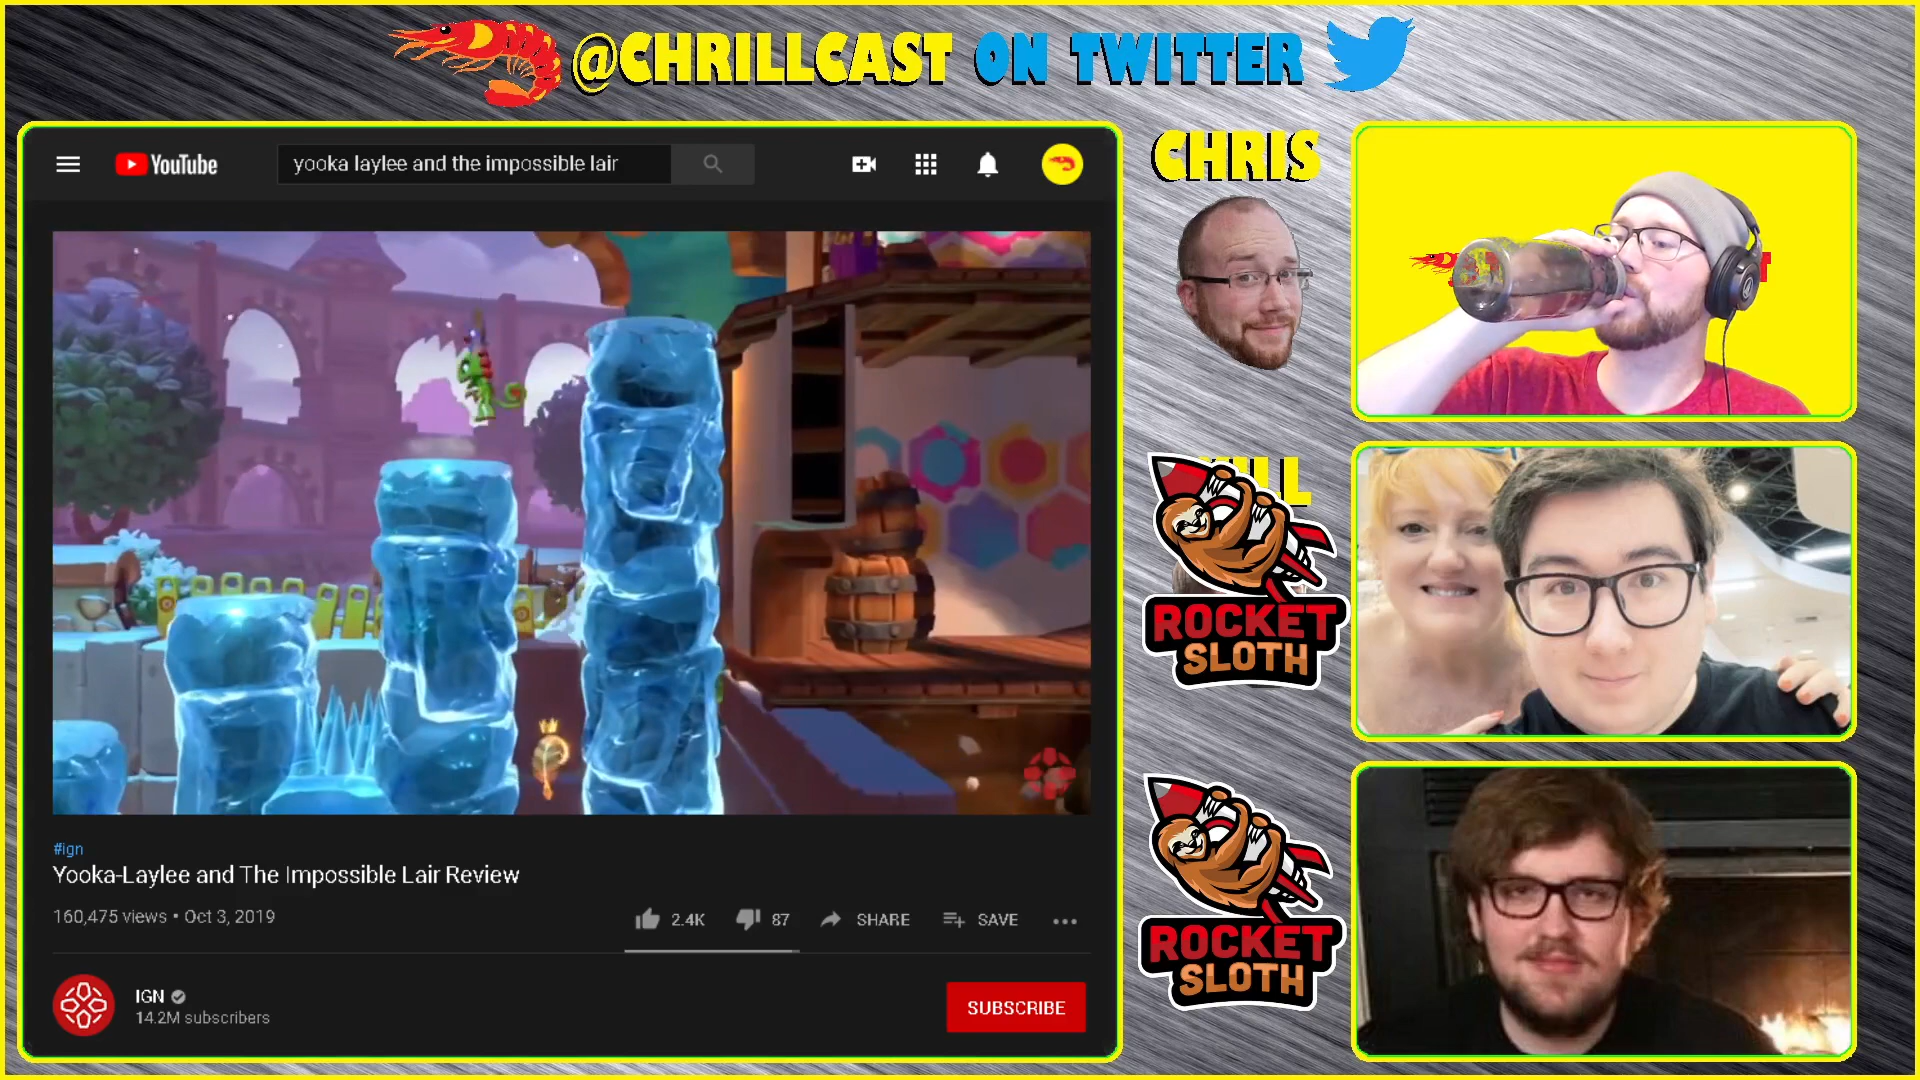 @CHRILLCAST ON TWITTER
YouTube
yooka laylee and the impossible lair
#ign
Yooka-Laylee and The Impossible Lair Review
160,475 views • Oct 3, 2019
2.4K
87
SHARE
SAVE
IGN
14.2M subscribers
SUBSCRIBE
CHRIS
ROCKET
SLOTH
ROCKET
SLOTH